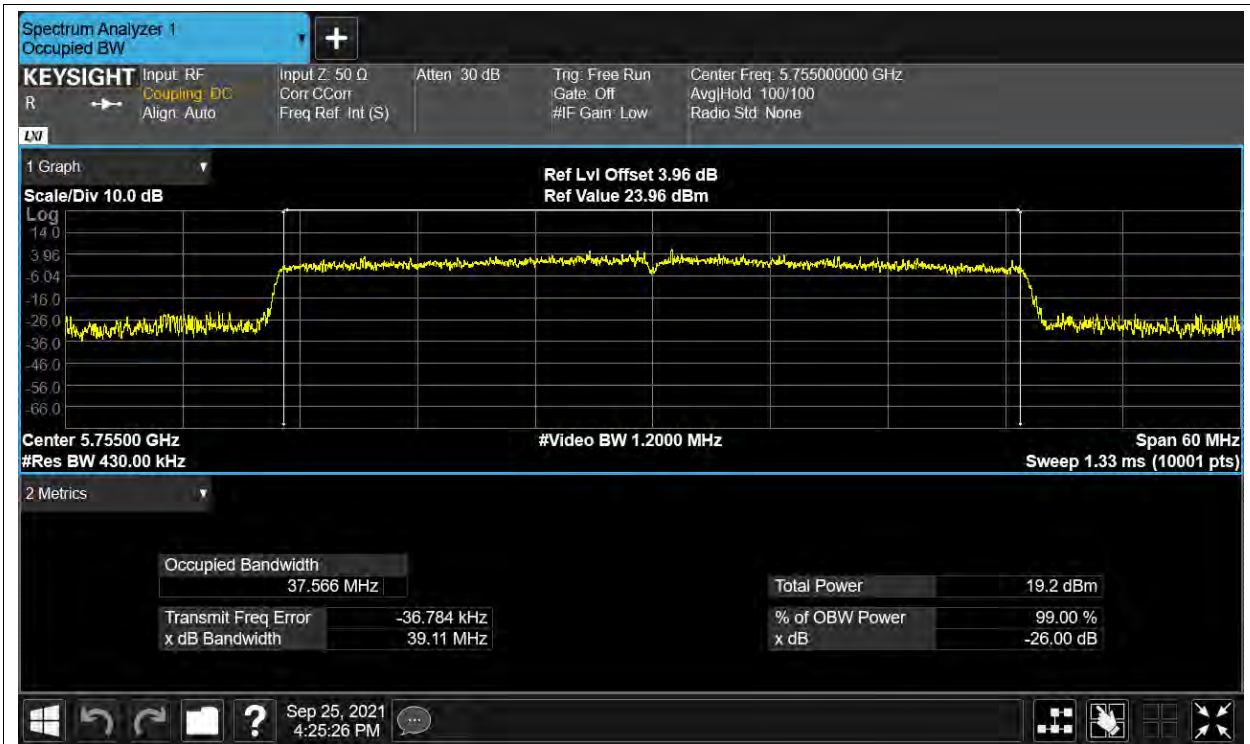 Spectrum Analyzer 1
Occupied BW
+
KEYSIGHT
R
LXI
Input: RF
Coupling: DC
Align: Auto
Input Z: 50 Ω
Corr CCorr
Freq Ref: Int (S)
Atten: 30 dB
Trig: Free Run
Gate: Off
#IF Gain: Low
Center Freq: 5.755000000 GHz
Avg|Hold: 100/100
Radio Std: None
1 Graph
Scale/Div 10.0 dB
Ref Lvl Offset 3.96 dB
Ref Value 23.96 dBm
Log
14.0
3.96
-6.04
-16.0
-26.0
-36.0
-46.0
-56.0
-66.0
Center 5.75500 GHz
#Res BW 430.00 kHz
#Video BW 1.2000 MHz
Span 60 MHz
Sweep 1.33 ms (10001 pts)
2 Metrics
Occupied Bandwidth
37.566 MHz
Transmit Freq Error -36.784 kHz
x dB Bandwidth 39.11 MHz
Total Power 19.2 dBm
% of OBW Power 99.00 %
x dB -26.00 dB
?
Sep 25, 2021
4:25:26 PM